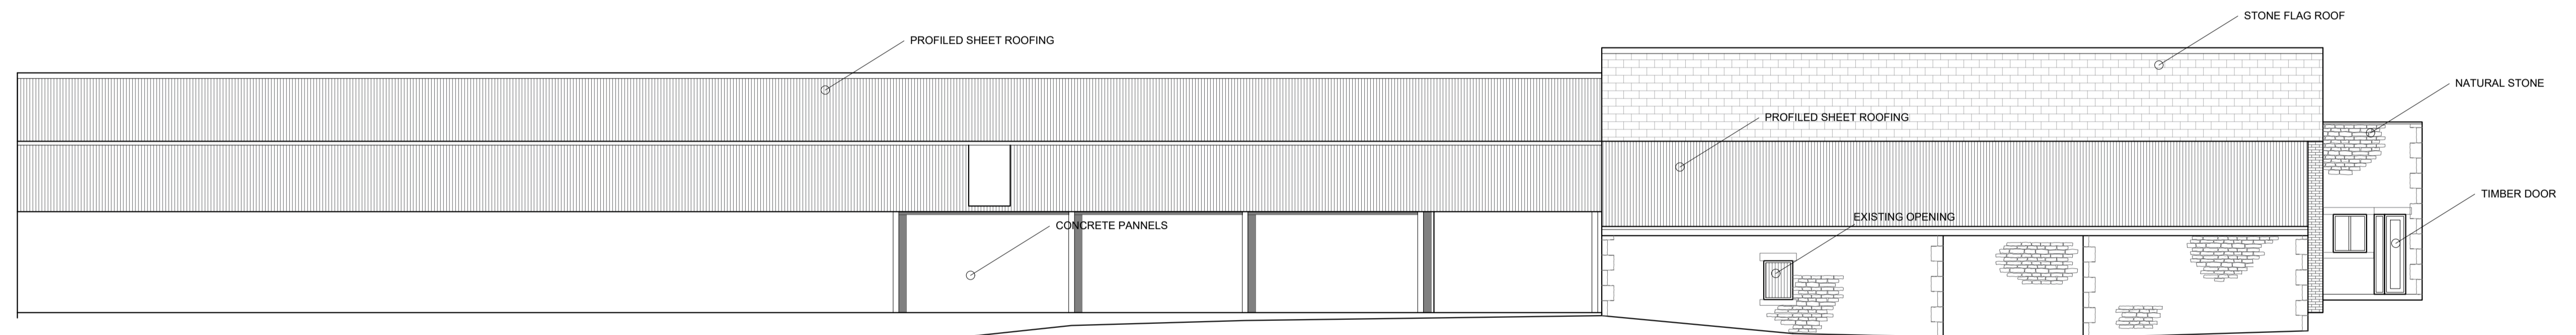 STONE FLAG ROOF
PROFILED SHEET ROOFING
NATURAL STONE
PROFILED SHEET ROOFING
TIMBER DOOR
EXISTING OPENING
CONCRETE PANNELS